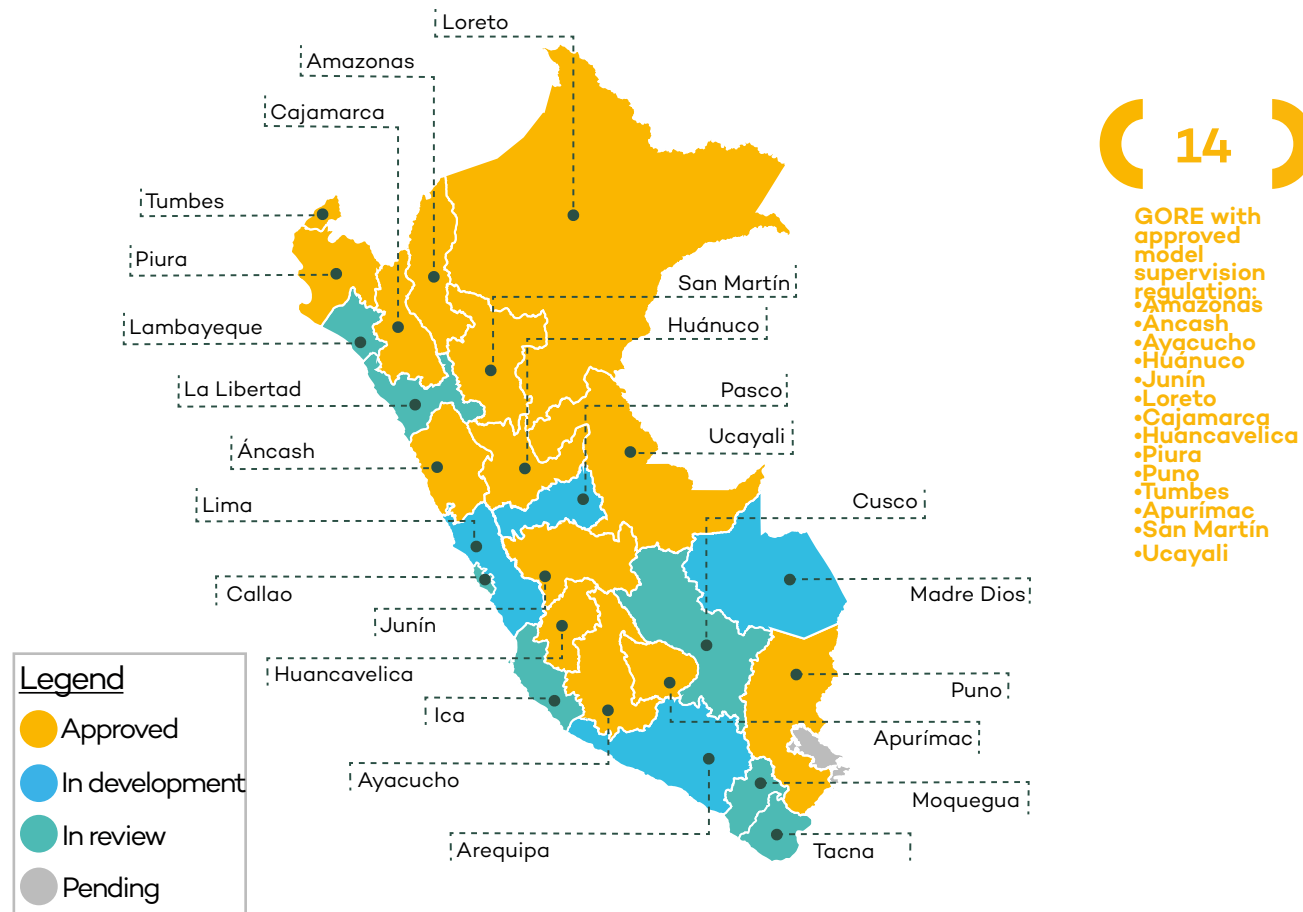 Loreto
Amazonas
Cajamarca
Tumbes
Piura
Lambayeque
La Libertad
Áncash
Lima
Callao
Junín
Huancavelica
Ica
Ayacucho
Arequipa
San Martín
Huánuco
Pasco
Ucayali
Cusco
Madre Dios
Puno
Apurímac
Moquegua
Tacna
Legend
Approved
In development
In review
Pending
14
GORE with
approved
model
supervision
regulation:
•Amazonas
•Áncash
•Ayacucho
•Huánuco
•Junín
•Loreto
•Cajamarca
•Huancavelica
•Piura
•Puno
•Tumbes
•Apurímac
•San Martín
•Ucayali